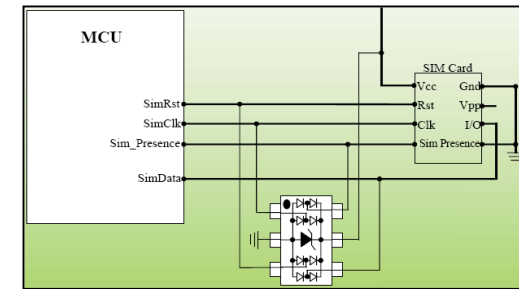 MCU
SIM Card
Vcc Gnd
SimRst Rst Vpp
SimClk Clk I/O
Sim_Presence Sim Presence
SimData